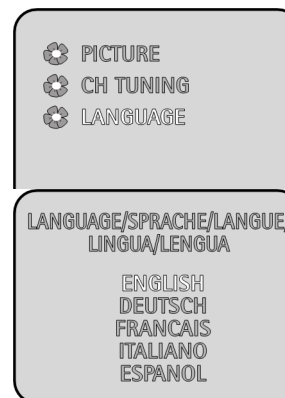 PICTURE
CH TUNING
LANGUAGE
LANGUAGE/SPRACHE/LANGUE/
LINGUA/LENGUA
ENGLISH
DEUTSCH
FRANCAIS
ITALIANO
ESPANOL